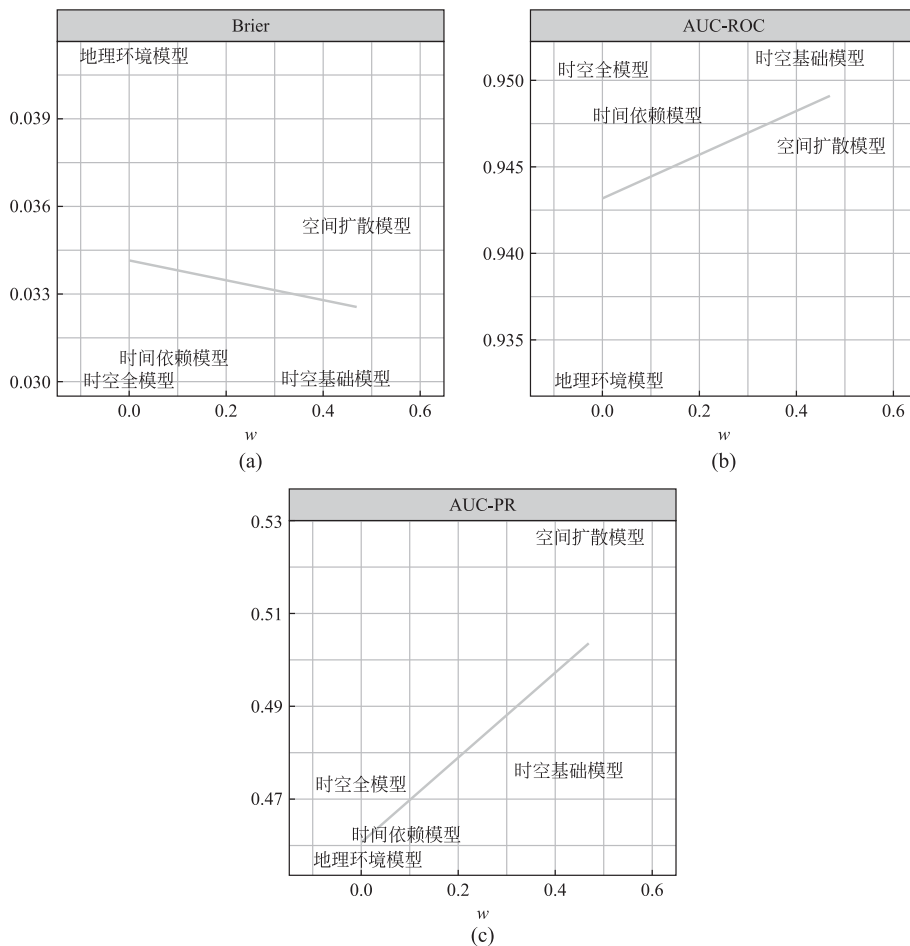 Brier
地理环境模型
0.039
0.036
空间扩散模型
0.033
时间依赖模型
0.030
时空全模型
时空基础模型
0.0 0.2 0.4 0.6
w
(a)
AUC-ROC
时空基础模型
0.950
时空全模型
时间依赖模型
空间扩散模型
0.945
0.940
0.935
地理环境模型
0.0 0.2 0.4 0.6
w
(b)
AUC-PR
0.53
空间扩散模型
0.51
0.49
时空基础模型
时空全模型
0.47
时间依赖模型
地理环境模型
0.0 0.2 0.4 0.6
w
(c)